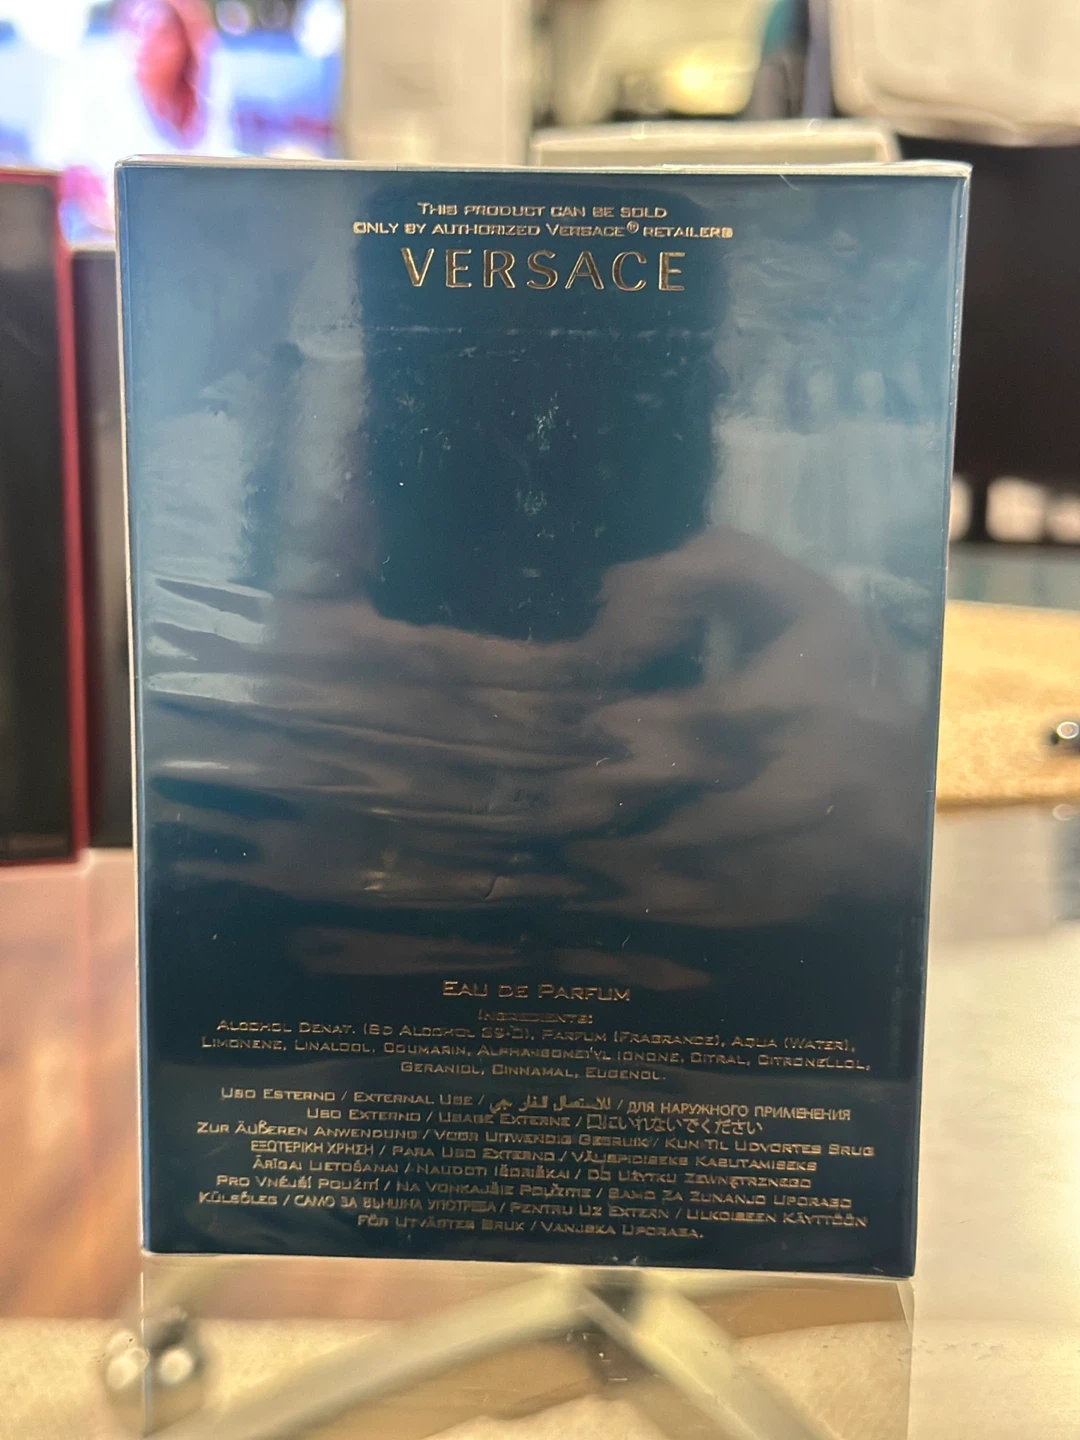 THIS PRODUCT CAN BE SOLD
ONLY BY AUTHORIZED VERSACE® RETAILERS
VERSACE
EAU DE PARFUM
INGREDIENTS:
ALCOHOL DENAT. (SD ALCOHOL 39-C), PARFUM (FRAGRANCE), AQUA (WATER),
LIMONENE, LINALOOL, COUMARIN, ALPHA-ISOMETHYL IONONE, CITRAL, CITRONELLOL,
GERANIOL, CINNAMAL, EUGENOL.
USO ESTERNO / EXTERNAL USE / للاستعمال الخارجي / ДЛЯ НАРУЖНОГО ПРИМЕНЕНИЯ
USO EXTERNO / USAGE EXTERNE / 口にいれないでください
ZUR ÄUßEREN ANWENDUNG / VOOR UITWENDIG GEBRUIK / KUN TIL UDVORTES BRUG
ΕΞΩΤΕΡΙΚΗ ΧΡΗΣΗ / PARA USO EXTERNO / VÄLISPIDISEKS KASUTAMISEKS
ĀRĪGAI LIETOŠANAI / NAUDOTI IŠORIŠKAI / DO UŻYTKU ZEWNĘTRZNEGO
PRO VNĚJŠÍ POUŽITÍ / NA VONKAJŠIE POUŽITIE / SAMO ZA ZUNANJO UPORABO
KÜLSŐLEG / САМО ЗА ВЪНШНА УПОТРЕБА / PENTRU UZ EXTERN / ULKOISEEN KÄYTTÖÖN
FÖR UTVÄRTES BRUK / VANJSKA UPORABA.